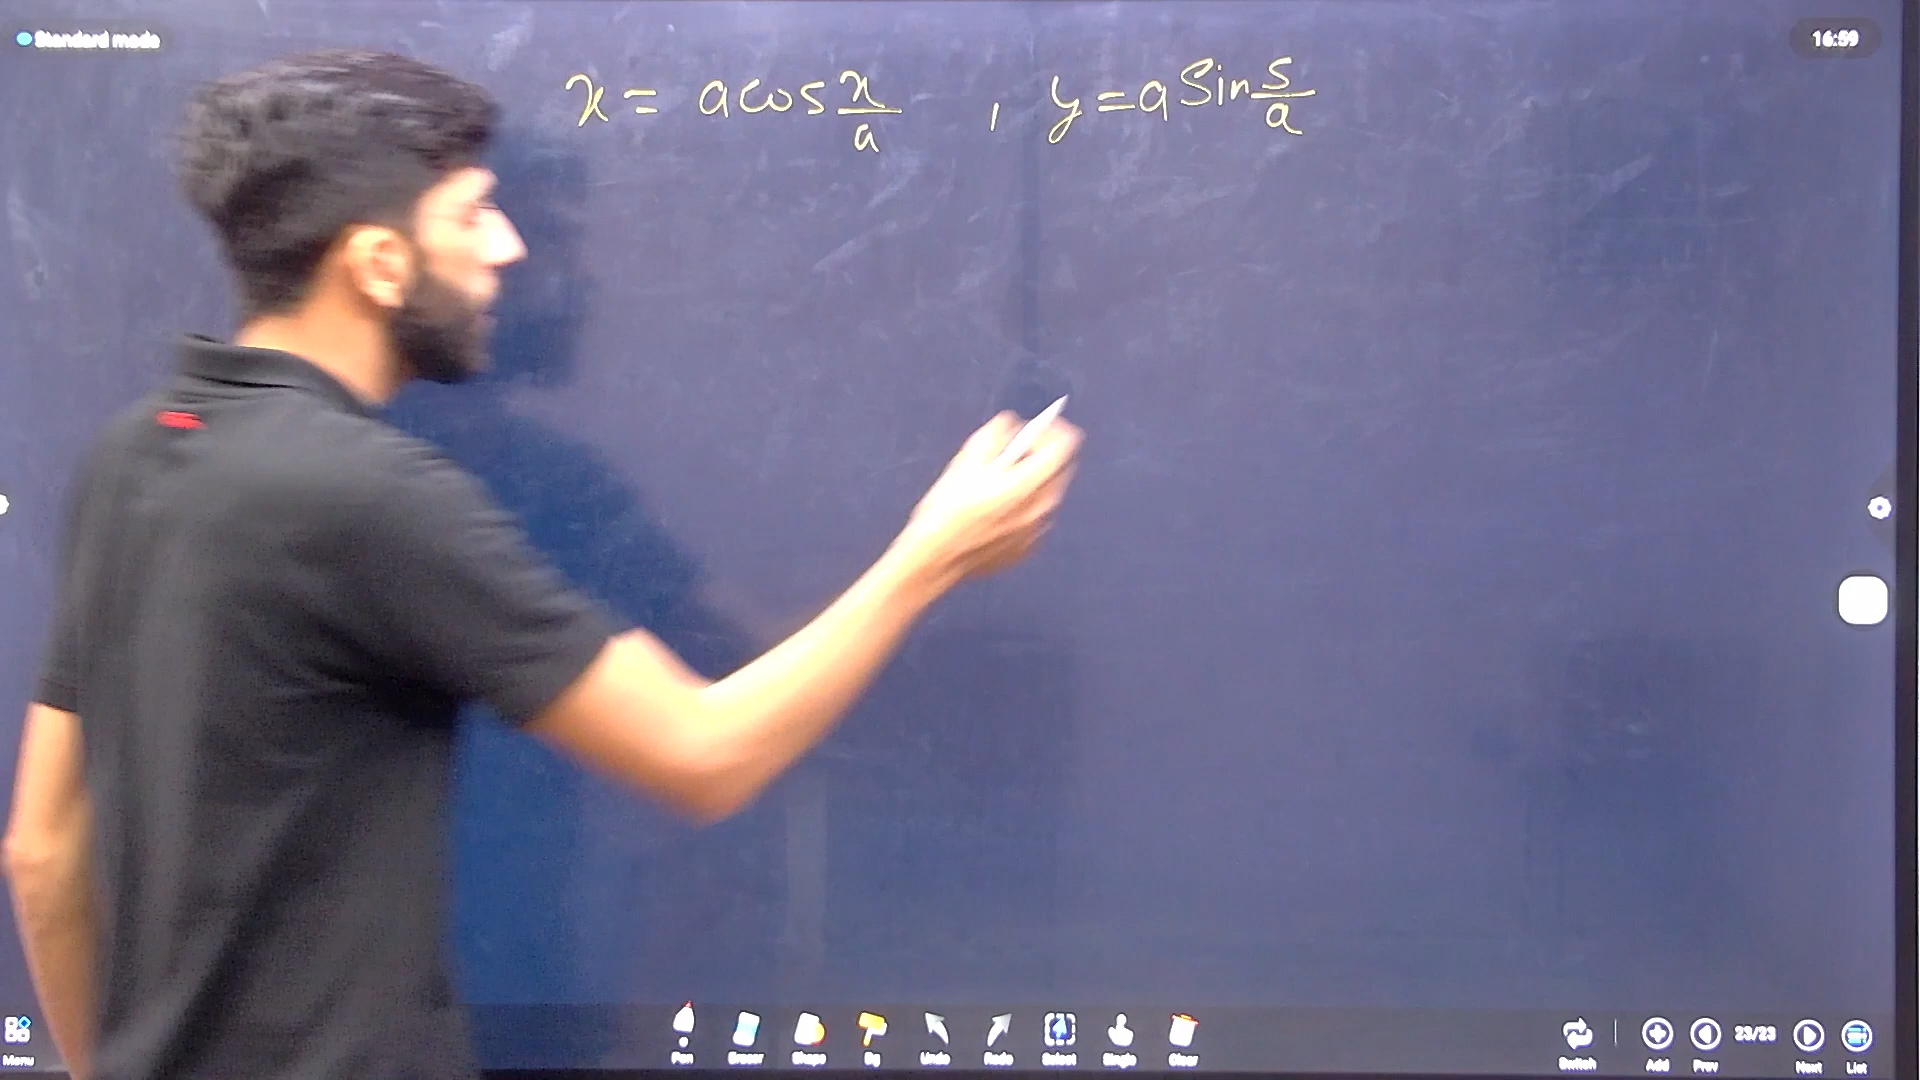 Standard mode
16:59
x = a cos x/a , y = a Sin s/a
Menu
Pen Eraser Shape Bg Undo Redo Select Single Clear
Switch Add Prev 23/23 Next List